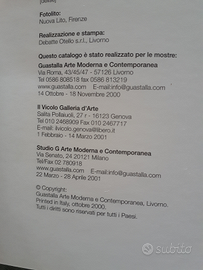 Fotolito:
Nuova Lito, Firenze
Realizzazione e stampa:
Debatte Otello s.r.l., Livorno
Questo catalogo è stato realizzato per le mostre:
Guastalla Arte Moderna e Contemporanea
Via Roma, 43/45/47 - 57126 Livorno
Tel 0586 808518 Fax 0586 813514
www.guastalla.com E-mail:info@guastalla.com
14 Ottobre - 18 Novembre 2000
Il Vicolo Galleria d'Arte
Salita Pollaiuoli, 27 r - 16123 Genova
Tel 010 2468909 Fax 010 2467717
E-mail: ilvicolo.genova@libero.it
3 Febbraio - 3 Marzo 2001
Studio G Arte Moderna e Contemporanea
Via Senato, 24 20121 Milano
Tel/Fax 02 780918
www.guastalla.com E-mail:info@guastalla.com
22 Marzo - 28 Aprile 2001
© Copyright:
Guastalla Arte Moderna e Contemporanea, Livorno
Printed in Italy, ottobre 2000.
Tutti i diritti sono riservati per tutti i Paesi.
subito